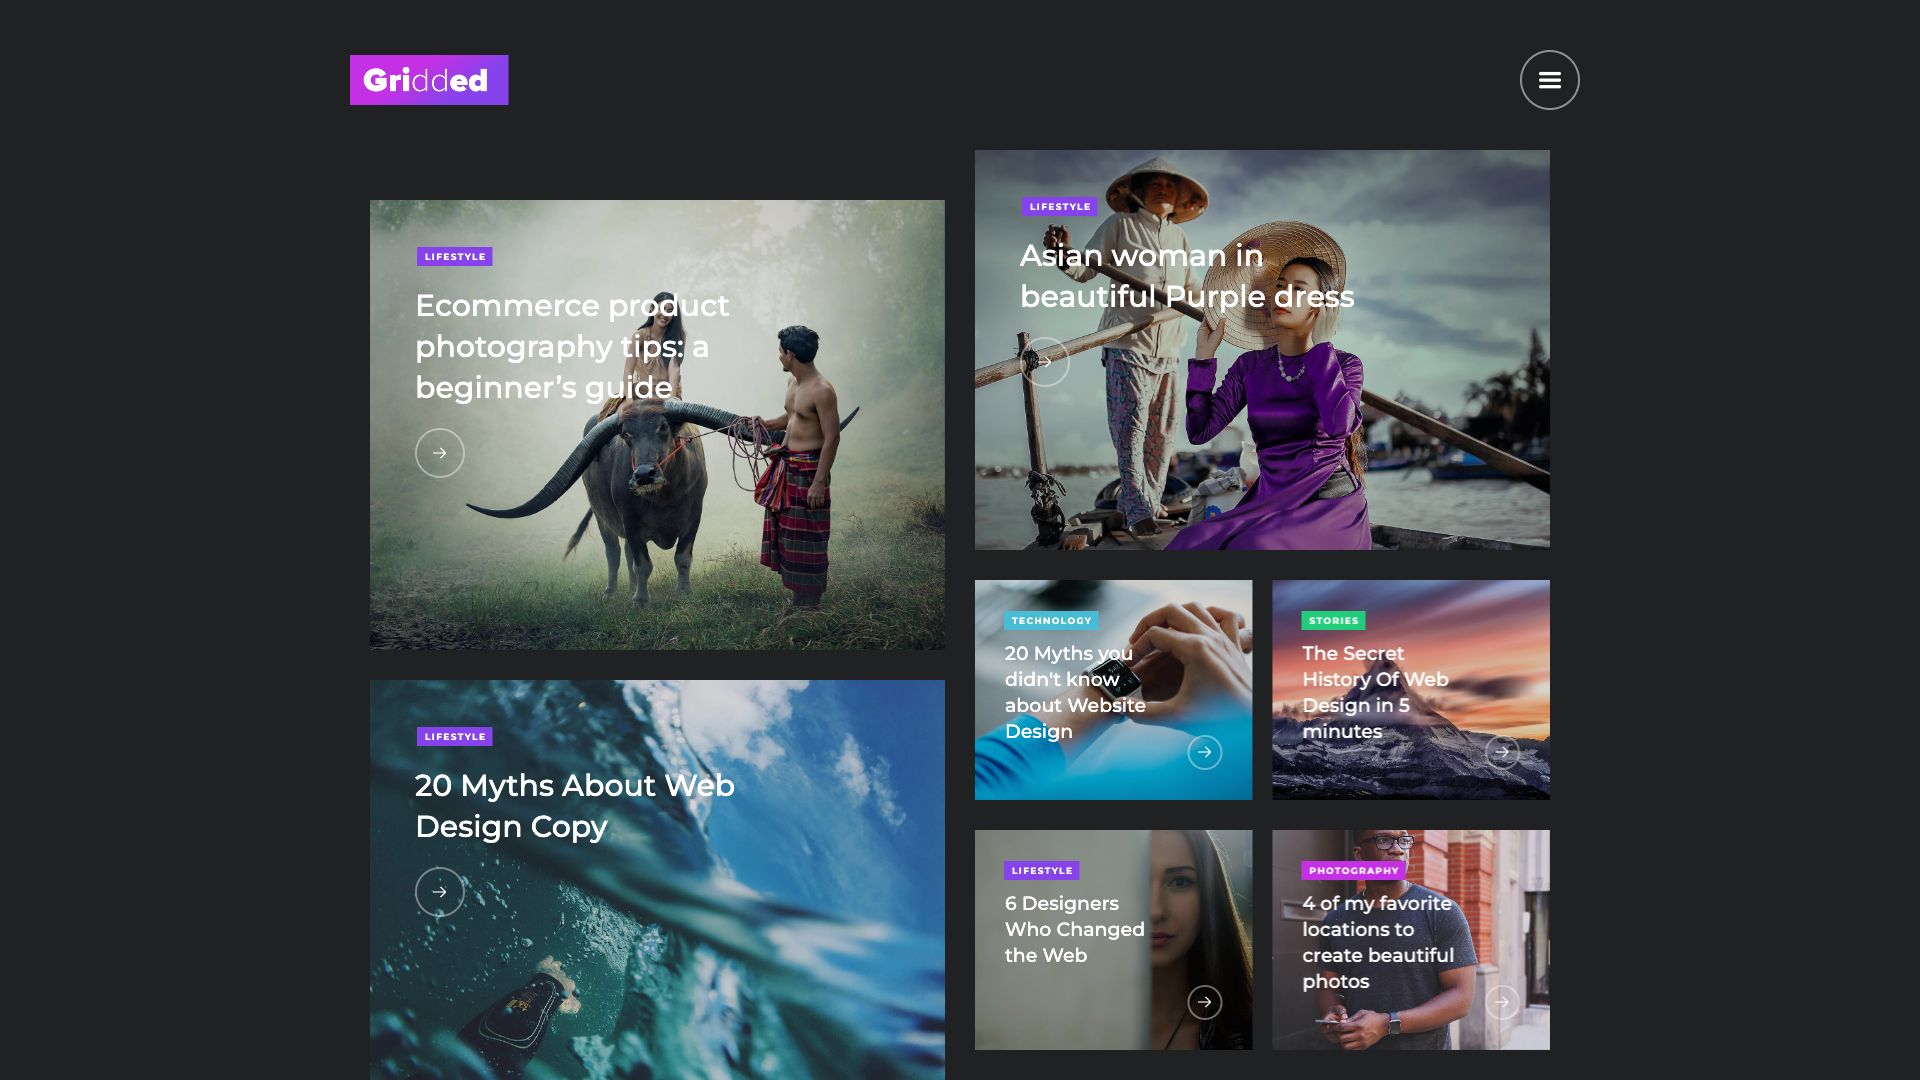 Gridded
LIFESTYLE
Ecommerce product
photography tips: a
beginner’s guide
LIFESTYLE
Asian woman in
beautiful Purple dress
LIFESTYLE
20 Myths About Web
Design Copy
TECHNOLOGY
20 Myths you
didn't know
about Website
Design
STORIES
The Secret
History Of Web
Design in 5
minutes
LIFESTYLE
6 Designers
Who Changed
the Web
PHOTOGRAPHY
4 of my favorite
locations to
create beautiful
photos